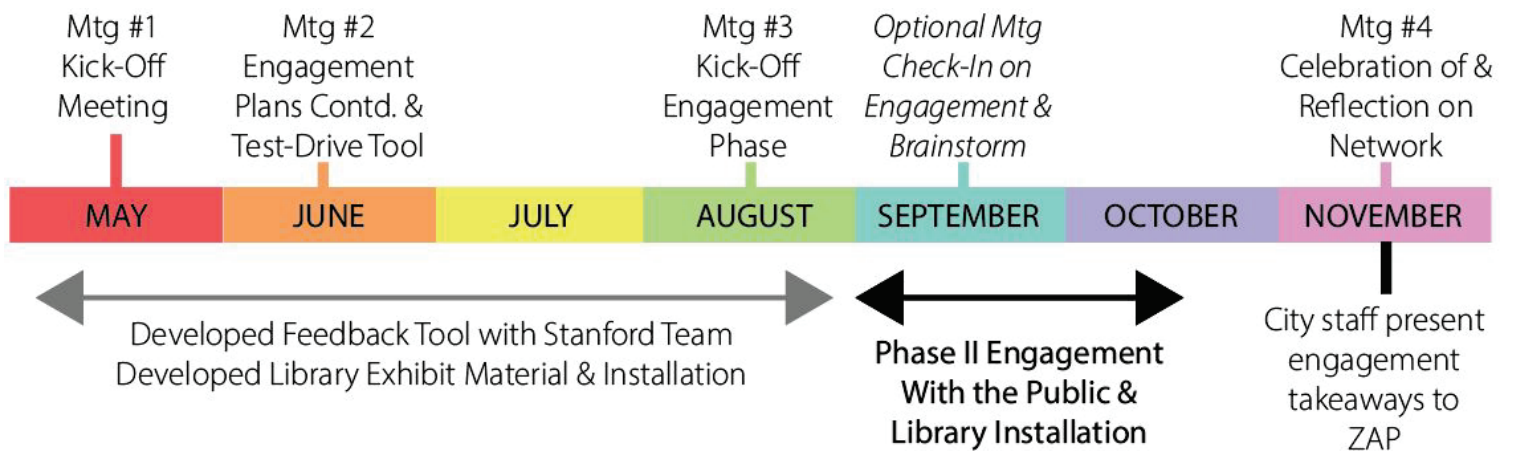 Mtg #1
Kick-Off
Meeting
Mtg #2
Engagement
Plans Contd. &
Test-Drive Tool
Mtg #3
Kick-Off
Engagement
Phase
Optional Mtg
Check-In on
Engagement &
Brainstorm
Mtg #4
Celebration of &
Reflection on
Network
MAY
JUNE
JULY
AUGUST
SEPTEMBER
OCTOBER
NOVEMBER
Developed Feedback Tool with Stanford Team
Developed Library Exhibit Material & Installation
Phase II Engagement
With the Public &
Library Installation
City staff present
engagement
takeaways to
ZAP